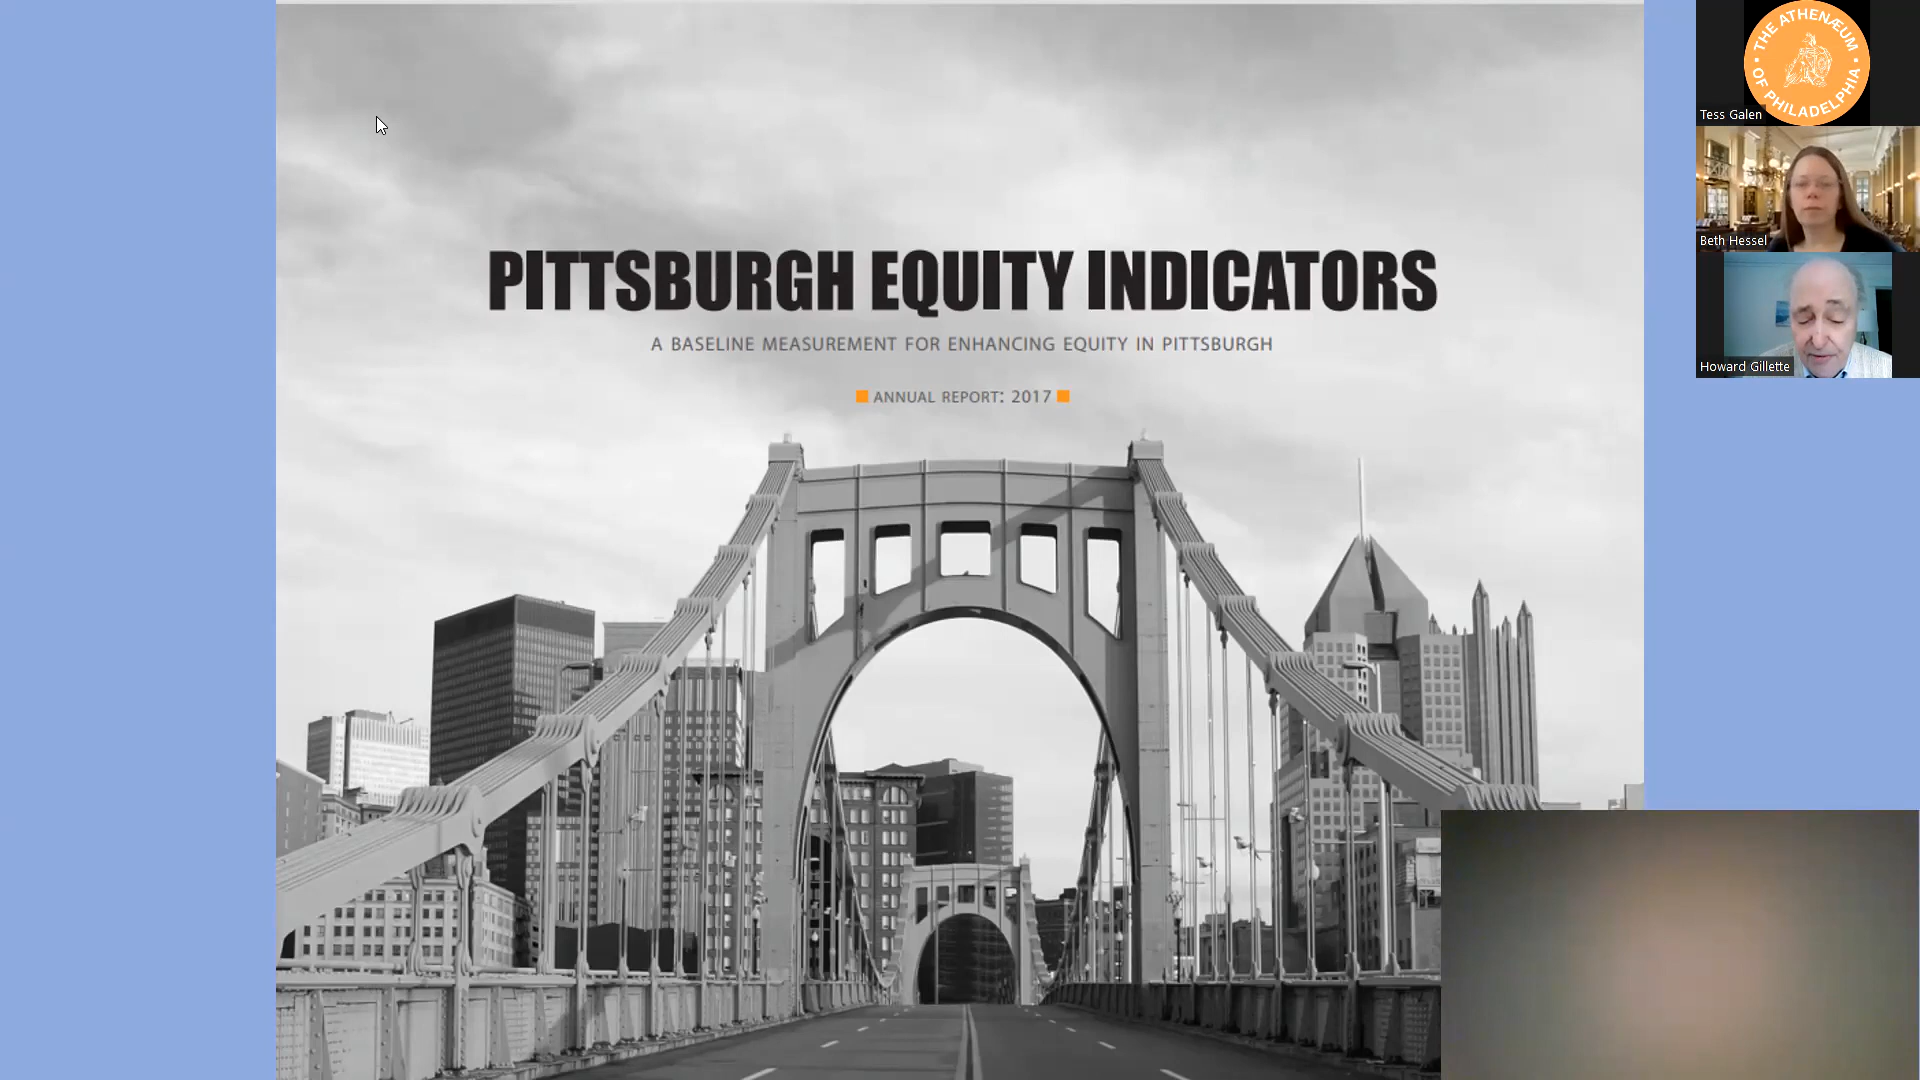 PITTSBURGH EQUITY INDICATORS
A BASELINE MEASUREMENT FOR ENHANCING EQUITY IN PITTSBURGH
ANNUAL REPORT: 2017
THE ATHENÆUM
OF PHILADELPHIA
Tess Galen
Beth Hessel
Howard Gillette